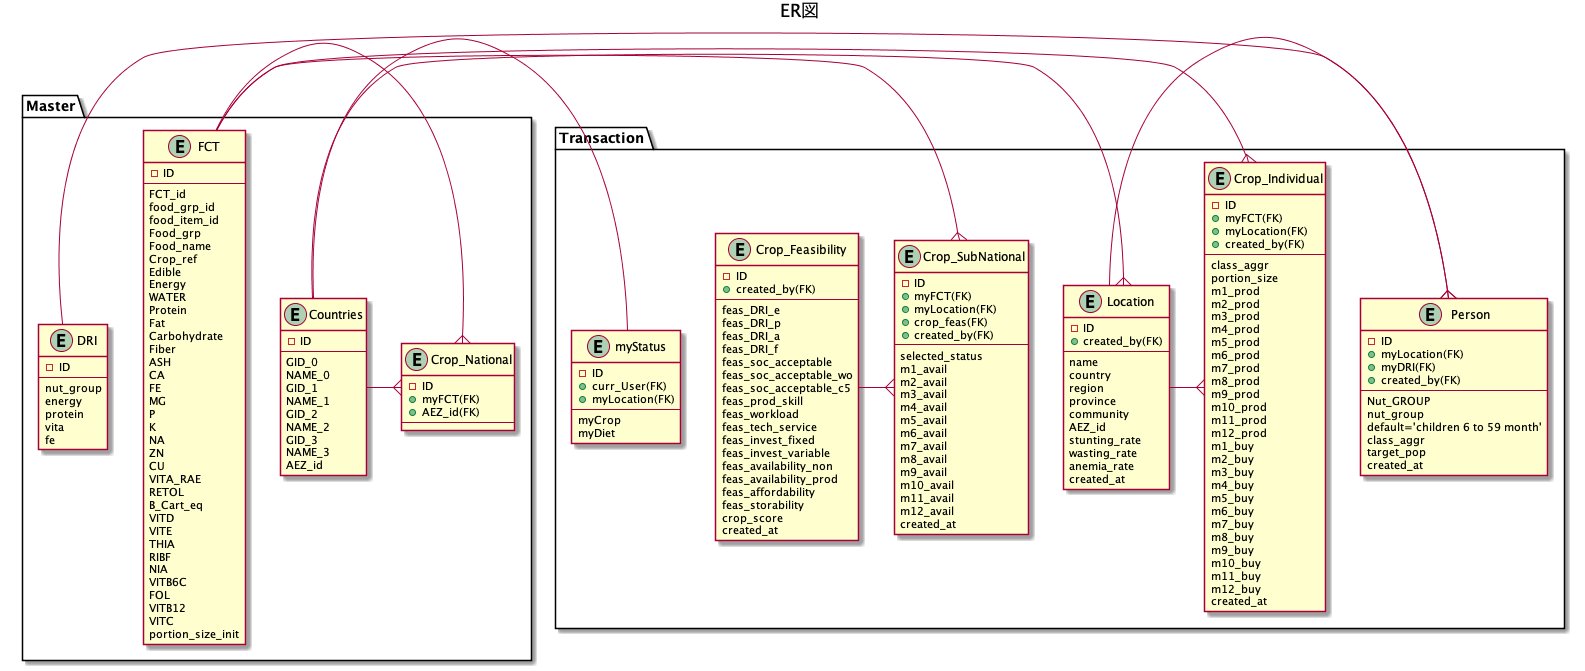 ER図
Master
E FCT
ID
FCT_id
food_grp_id
food_item_id
Food_grp
Food_name
Crop_ref
Edible
Energy
WATER
Protein
Fat
Carbohydrate
Fiber
ASH
CA
FE
MG
P
K
NA
ZN
CU
VITA_RAE
RETOL
B_Cart_eq
VITD
VITE
THIA
RIBF
NIA
VITB6C
FOL
VITB12
VITC
portion_size_init
E DRI
ID
nut_group
energy
protein
vita
fe
E Countries
ID
GID_0
NAME_0
GID_1
NAME_1
GID_2
NAME_2
GID_3
NAME_3
AEZ_id
E Crop_National
ID
myFCT(FK)
AEZ_id(FK)
Transaction
E myStatus
ID
curr_User(FK)
myLocation(FK)
myCrop
myDiet
E Crop_Feasibility
ID
created_by(FK)
feas_DRI_e
feas_DRI_p
feas_DRI_a
feas_DRI_f
feas_soc_acceptable
feas_soc_acceptable_wo
feas_soc_acceptable_c5
feas_prod_skill
feas_workload
feas_tech_service
feas_invest_fixed
feas_invest_variable
feas_availability_non
feas_availability_prod
feas_affordability
feas_storability
crop_score
created_at
E Crop_SubNational
ID
myFCT(FK)
myLocation(FK)
crop_feas(FK)
created_by(FK)
selected_status
m1_avail
m2_avail
m3_avail
m4_avail
m5_avail
m6_avail
m7_avail
m8_avail
m9_avail
m10_avail
m11_avail
m12_avail
created_at
E Location
ID
created_by(FK)
name
country
region
province
community
AEZ_id
stunting_rate
wasting_rate
anemia_rate
created_at
E Crop_Individual
ID
myFCT(FK)
myLocation(FK)
created_by(FK)
class_aggr
portion_size
m1_prod
m2_prod
m3_prod
m4_prod
m5_prod
m6_prod
m7_prod
m8_prod
m9_prod
m10_prod
m11_prod
m12_prod
m1_buy
m2_buy
m3_buy
m4_buy
m5_buy
m6_buy
m7_buy
m8_buy
m9_buy
m10_buy
m11_buy
m12_buy
created_at
E Person
ID
myLocation(FK)
myDRI(FK)
created_by(FK)
Nut_GROUP
nut_group
default='children 6 to 59 month'
class_aggr
target_pop
created_at